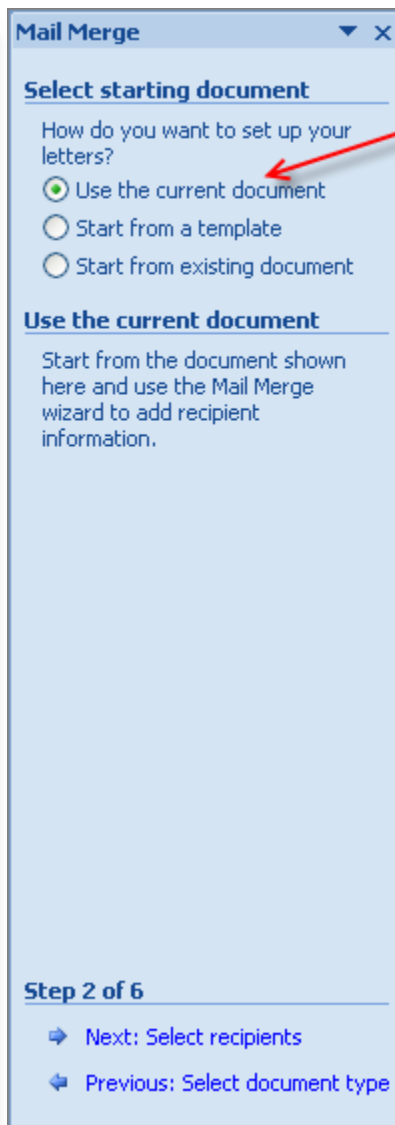 Mail Merge
Select starting document
How do you want to set up your
letters?
Use the current document
Start from a template
Start from existing document
Use the current document
Start from the document shown
here and use the Mail Merge
wizard to add recipient
information.
Step 2 of 6
Next: Select recipients
Previous: Select document type